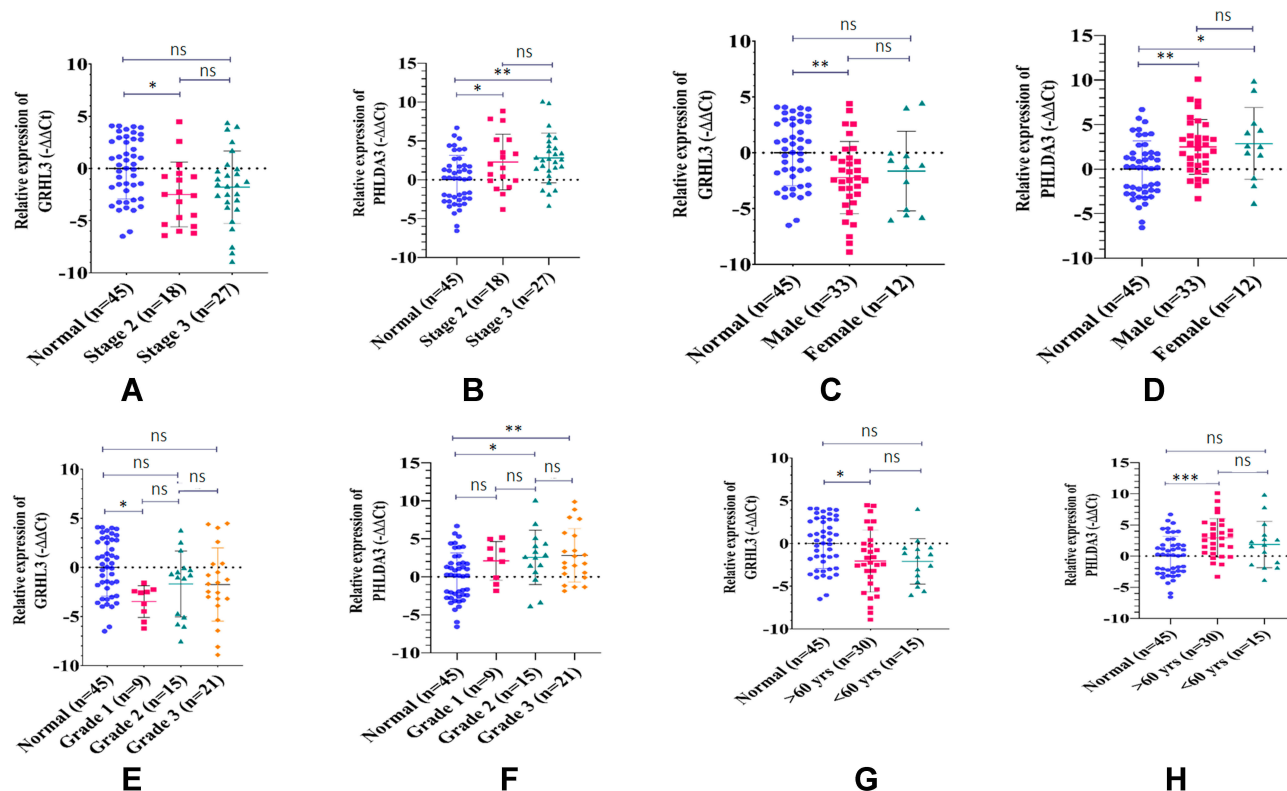 ns
* ns
Relative expression of
GRHL3 (-ΔΔCt)
10
5
0
-5
-10
Normal (n=45)
Stage 2 (n=18)
Stage 3 (n=27)
A
ns
**
*
Relative expression of
PHLDA3 (-ΔΔCt)
15
10
5
0
-5
-10
Normal (n=45)
Stage 2 (n=18)
Stage 3 (n=27)
B
ns
** ns
Relative expression of
GRHL3 (-ΔΔCt)
10
5
0
-5
-10
Normal (n=45)
Male (n=33)
Female (n=12)
C
ns
*
**
Relative expression of
PHLDA3 (-ΔΔCt)
15
10
5
0
-5
-10
Normal (n=45)
Male (n=33)
Female (n=12)
D
ns
ns ns
* ns
Relative expression of
GRHL3 (-ΔΔCt)
10
5
0
-5
-10
Normal (n=45)
Grade 1 (n=9)
Grade 2 (n=15)
Grade 3 (n=21)
E
**
*
ns ns ns
Relative expression of
PHLDA3 (-ΔΔCt)
15
10
5
0
-5
-10
Normal (n=45)
Grade 1 (n=9)
Grade 2 (n=15)
Grade 3 (n=21)
F
ns
* ns
Relative expression of
GRHL3 (-ΔΔCt)
10
5
0
-5
-10
Normal (n=45)
>60 yrs (n=30)
<60 yrs (n=15)
G
ns
*** ns
Relative expression of
PHLDA3 (-ΔΔCt)
15
10
5
0
-5
-10
Normal (n=45)
>60 yrs (n=30)
<60 yrs (n=15)
H